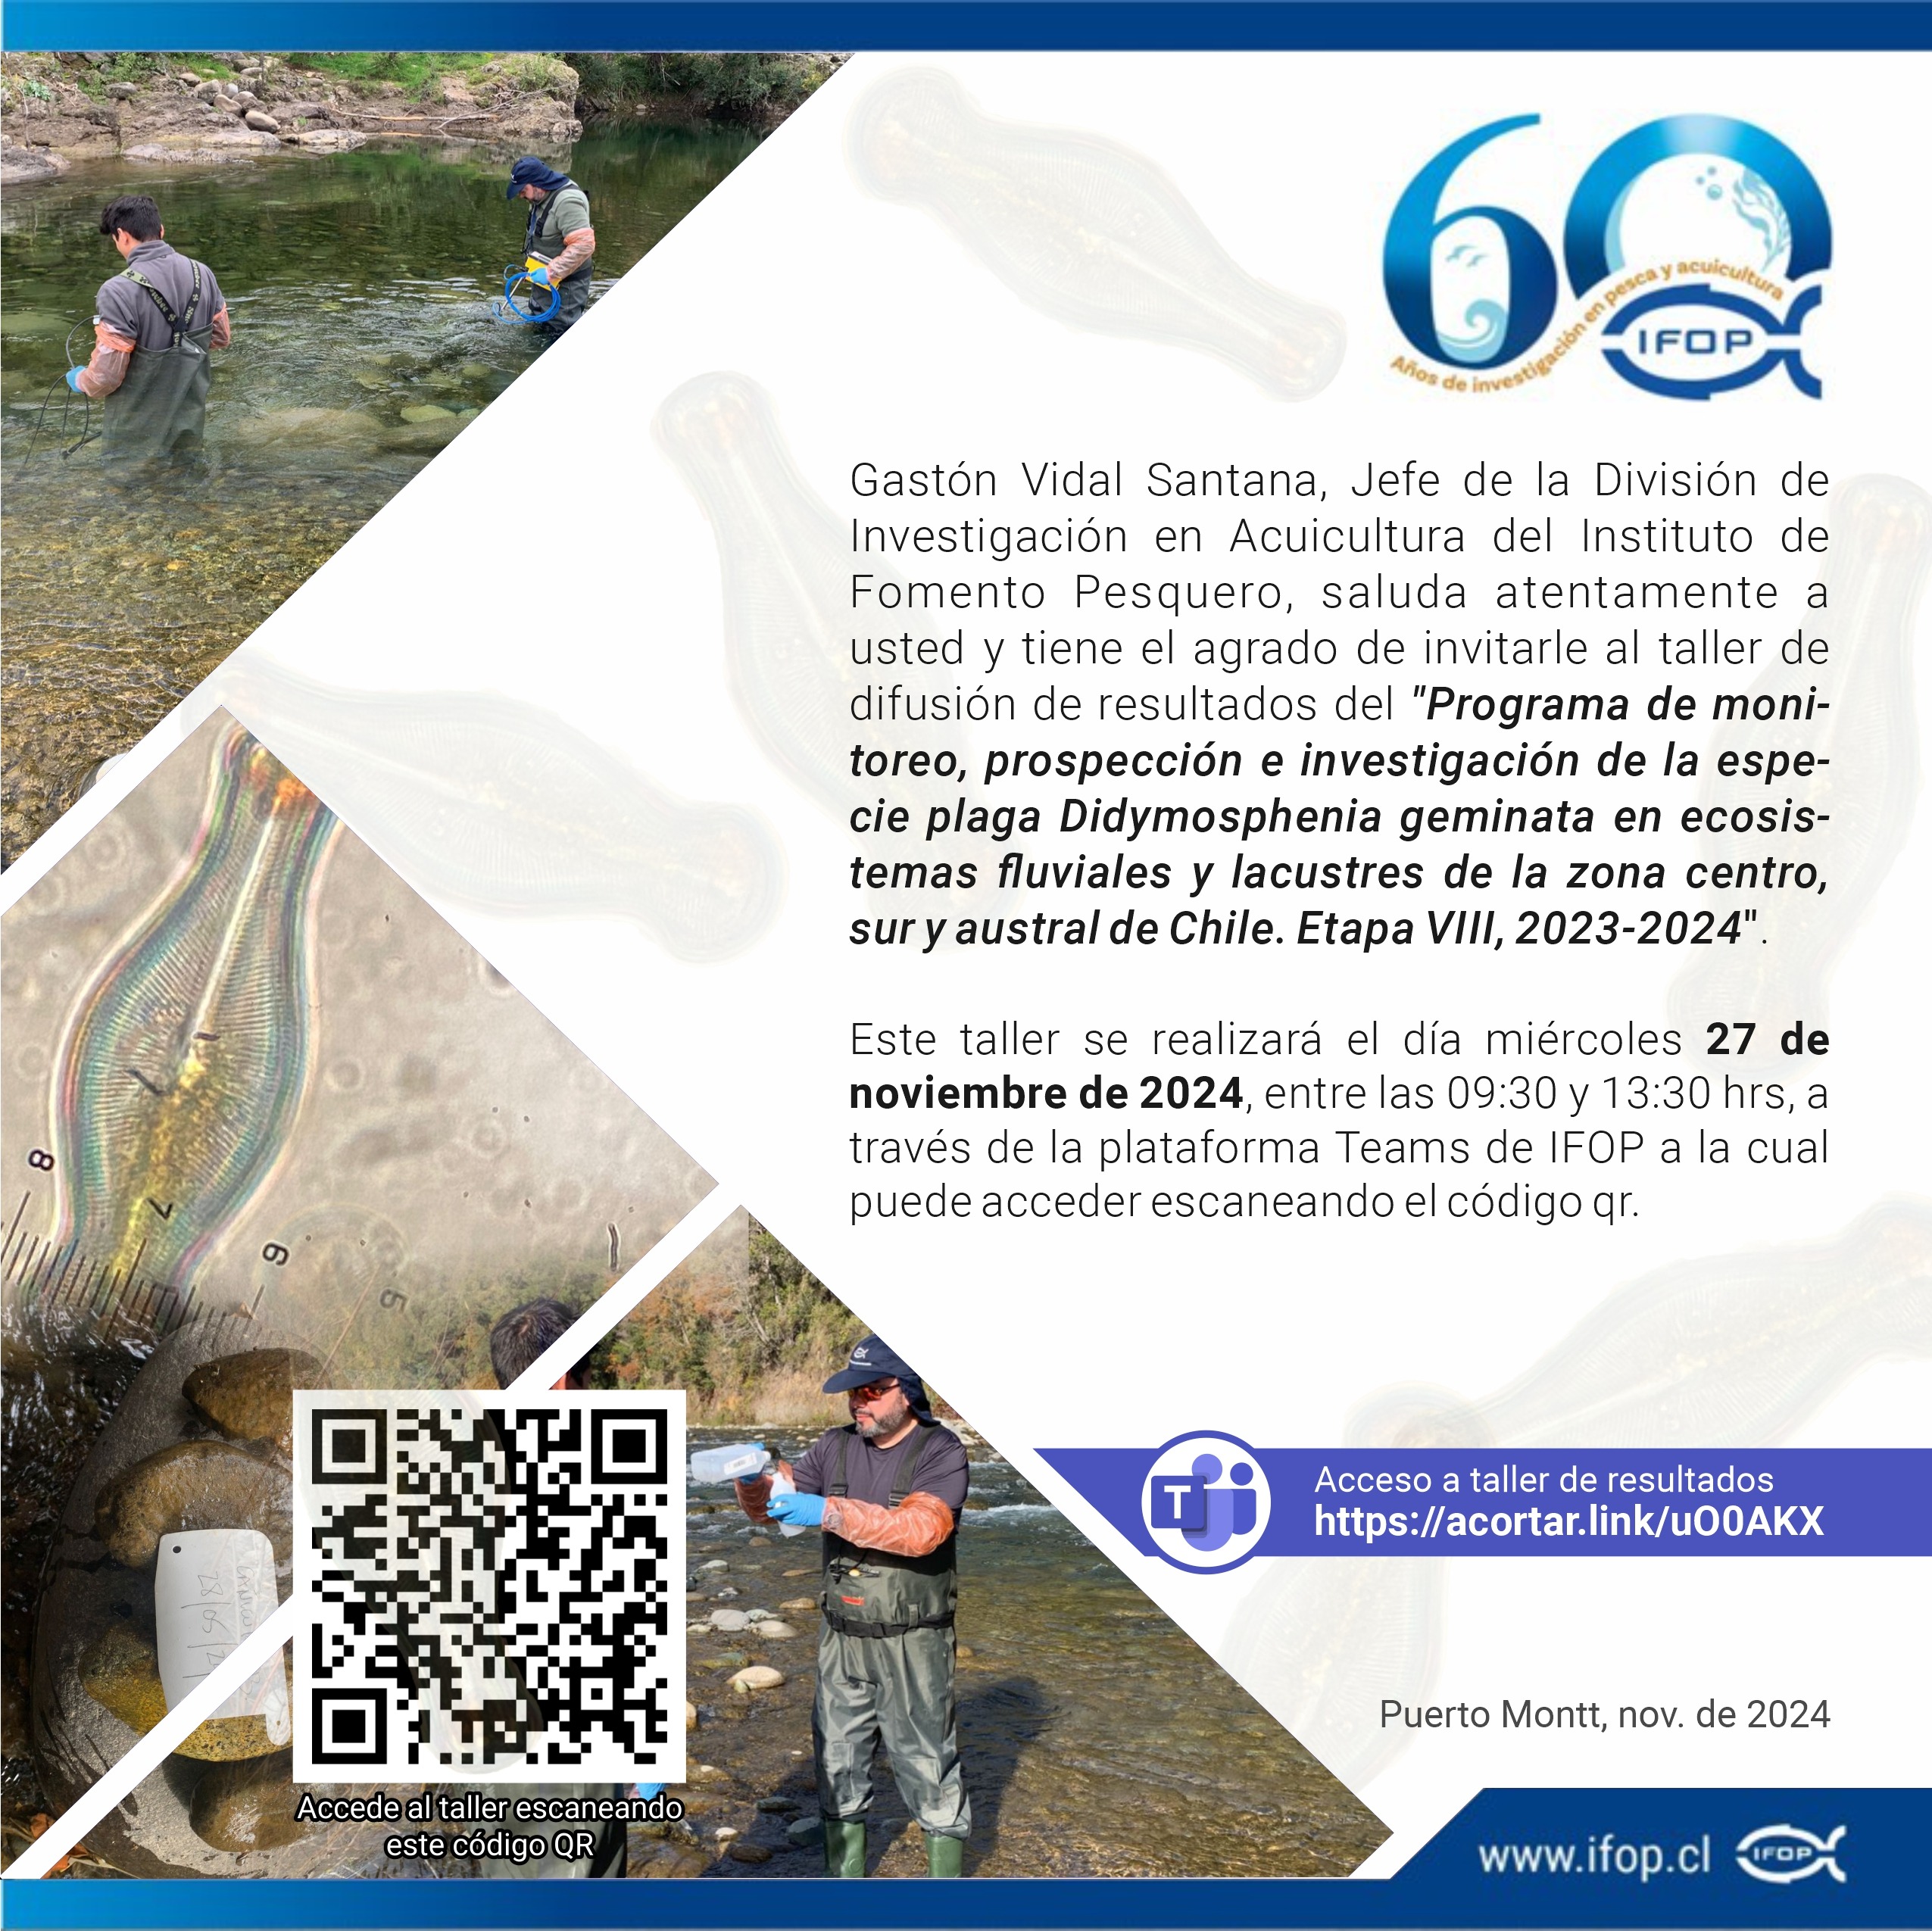 60
Años de investigación en pesca y acuicultura
IFOP
Gastón Vidal Santana, Jefe de la División de
Investigación en Acuicultura del Instituto de
Fomento Pesquero, saluda atentamente a
usted y tiene el agrado de invitarle al taller de
difusión de resultados del "Programa de moni-
toreo, prospección e investigación de la espe-
cie plaga Didymosphenia geminata en ecosis-
temas fluviales y lacustres de la zona centro,
sur y austral de Chile. Etapa VIII, 2023-2024".
Este taller se realizará el día miércoles 27 de
noviembre de 2024, entre las 09:30 y 13:30 hrs, a
través de la plataforma Teams de IFOP a la cual
puede acceder escaneando el código qr.
8
7
9
5
T
Acceso a taller de resultados
https://acortar.link/uO0AKX
Accede al taller escaneando
este código QR
Puerto Montt, nov. de 2024
www.ifop.cl
IFOP